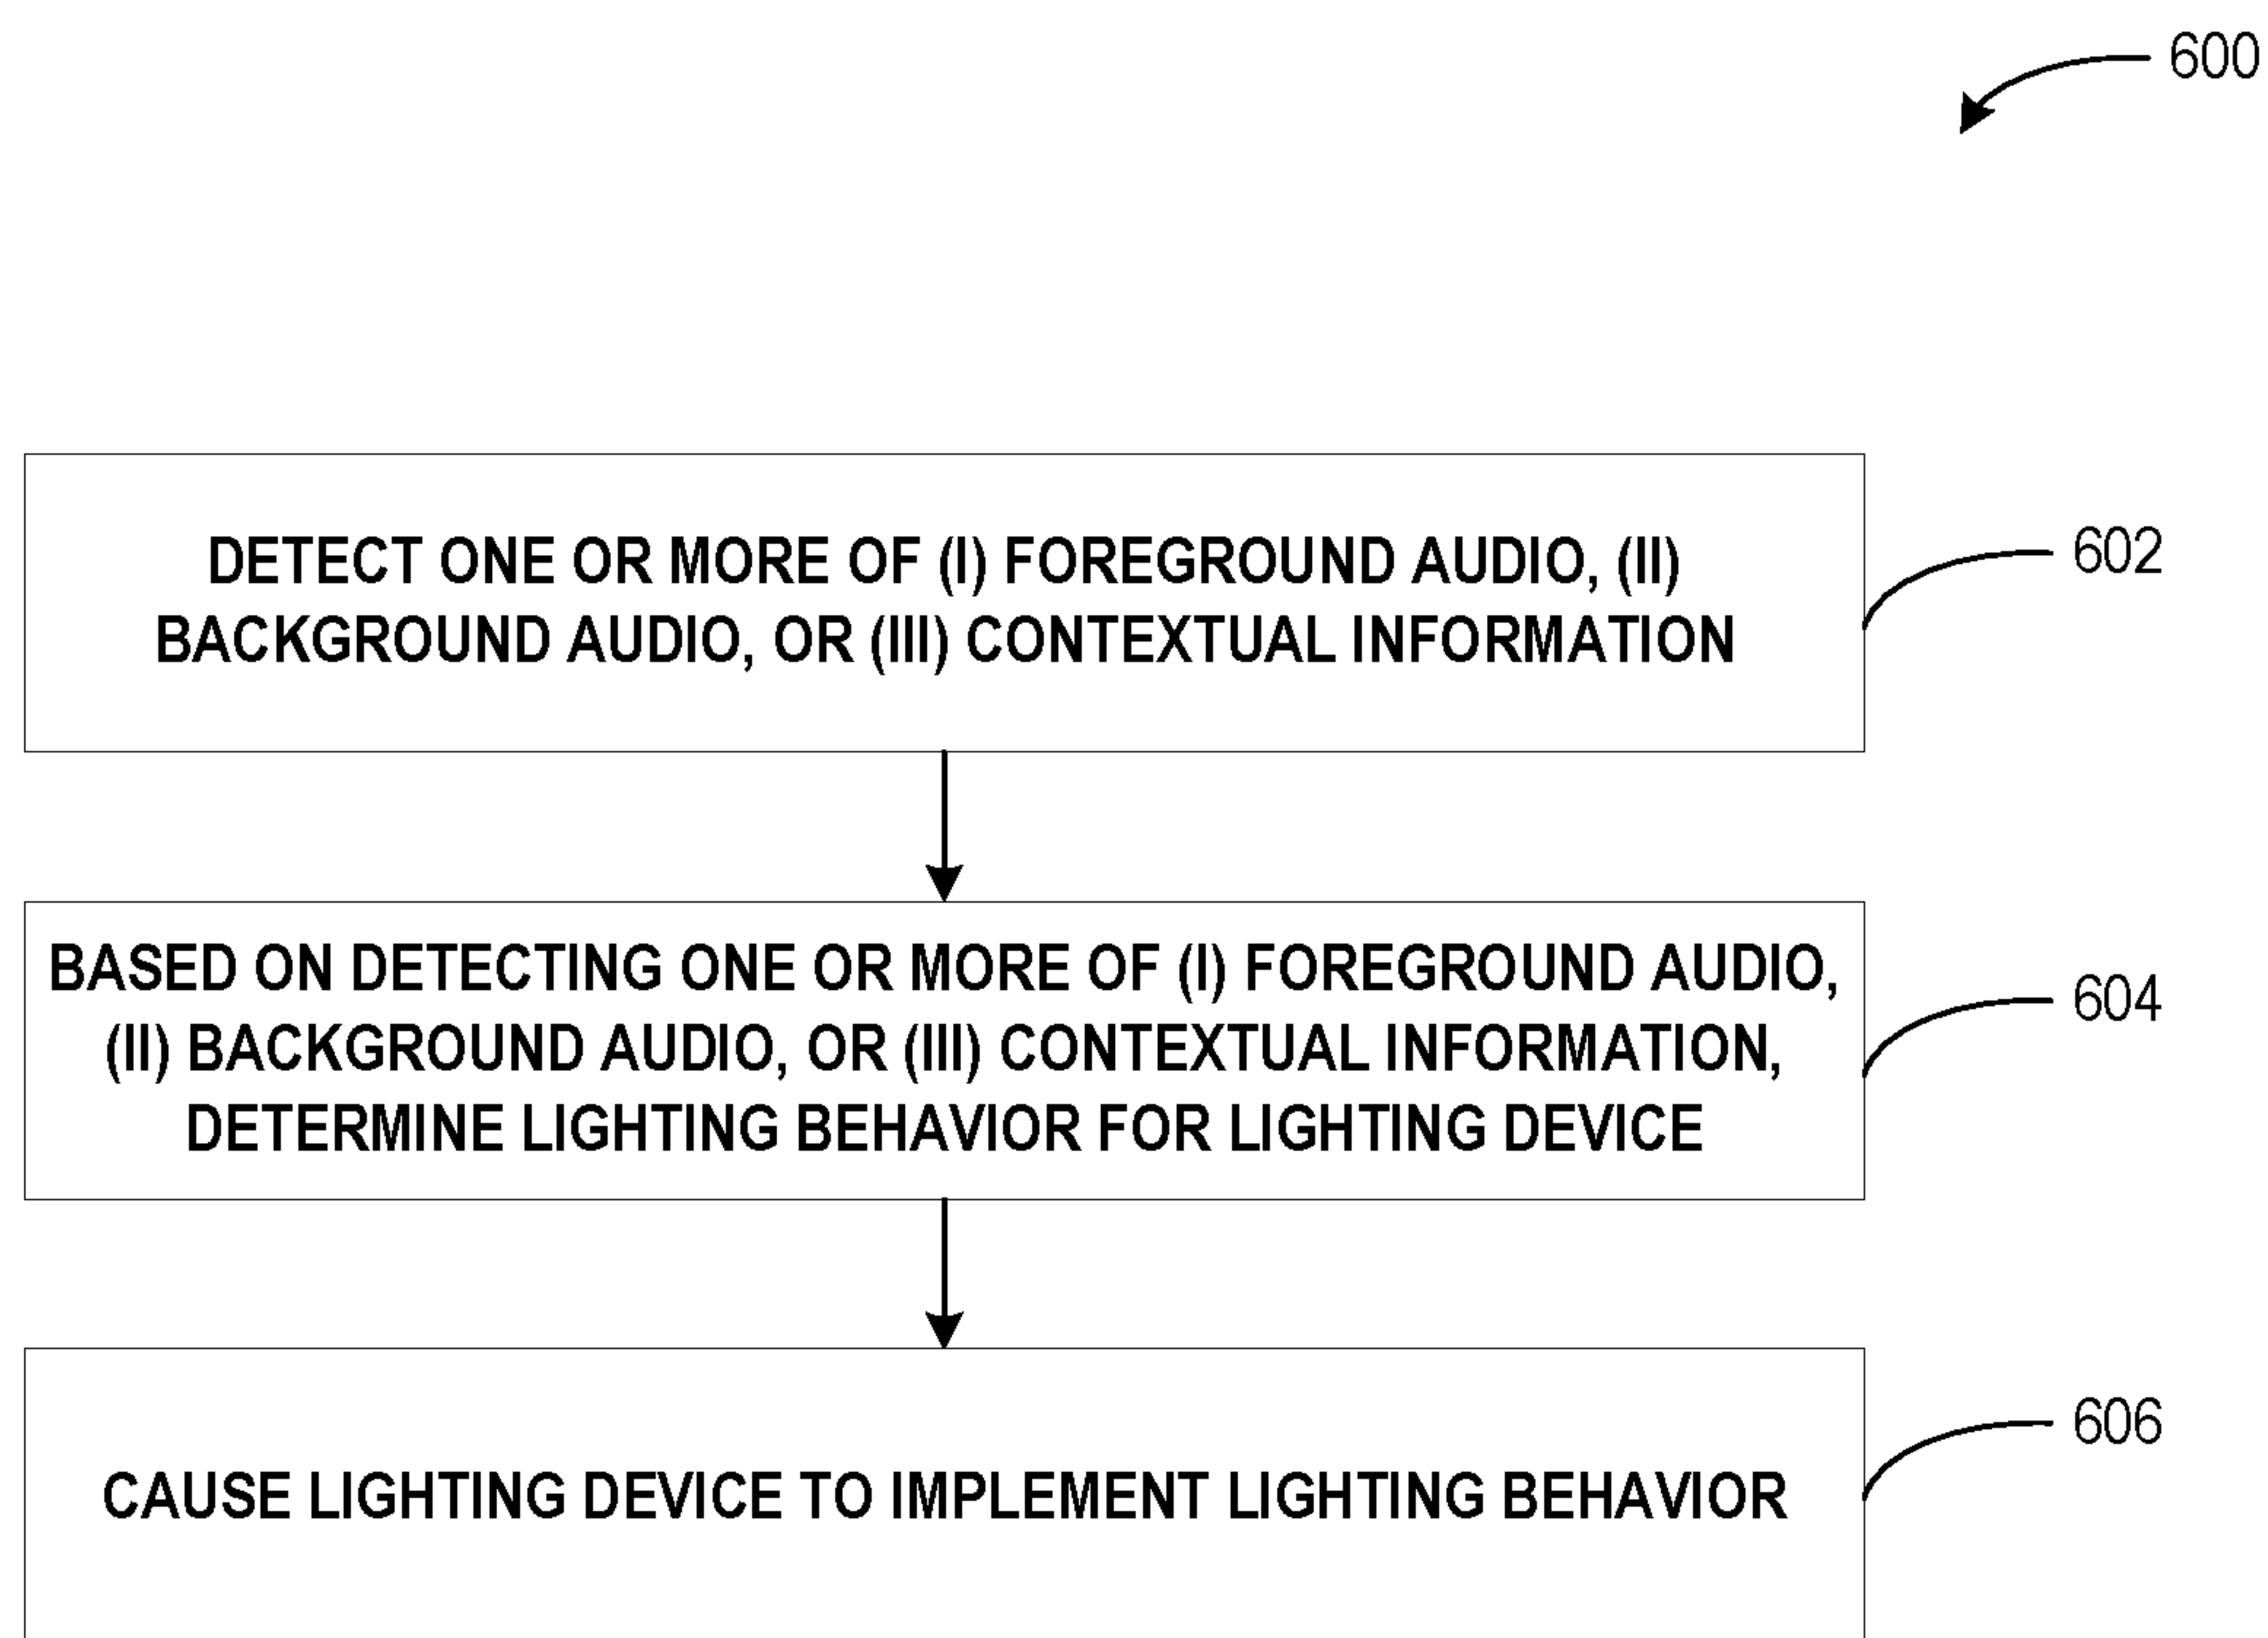 600
DETECT ONE OR MORE OF (I) FOREGROUND AUDIO, (II)
BACKGROUND AUDIO, OR (III) CONTEXTUAL INFORMATION
602
BASED ON DETECTING ONE OR MORE OF (I) FOREGROUND AUDIO,
(II) BACKGROUND AUDIO, OR (III) CONTEXTUAL INFORMATION,
DETERMINE LIGHTING BEHAVIOR FOR LIGHTING DEVICE
604
CAUSE LIGHTING DEVICE TO IMPLEMENT LIGHTING BEHAVIOR
606